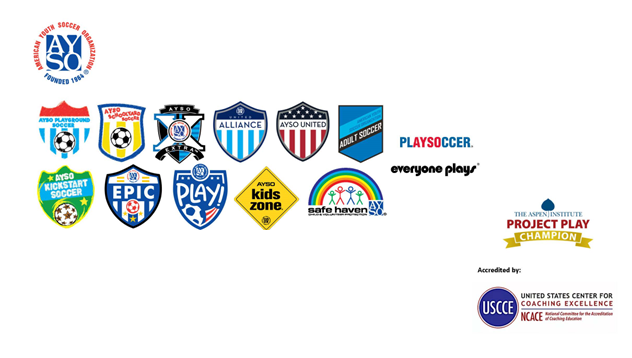 AMERICAN YOUTH SOCCER ORGANIZATION
AYSO
FOUNDED 1964 ®
AYSO PLAYGROUND
SOCCER
AYSO
SCHOOLYARD
SOCCER
AYSO
EXTRA
UNITED
ALLIANCE
AYSO UNITED
ADULT SOCCER
PLAYSOCCER
everyone plays®
AYSO
KICKSTART
SOCCER
EPIC
PLAY!
AYSO
kids
zone
safe haven
AYSO
THE ASPEN INSTITUTE
PROJECT PLAY
CHAMPION
Accredited by:
USCCE
UNITED STATES CENTER FOR
COACHING EXCELLENCE
NCACE National Committee for the Accreditation
of Coaching Education